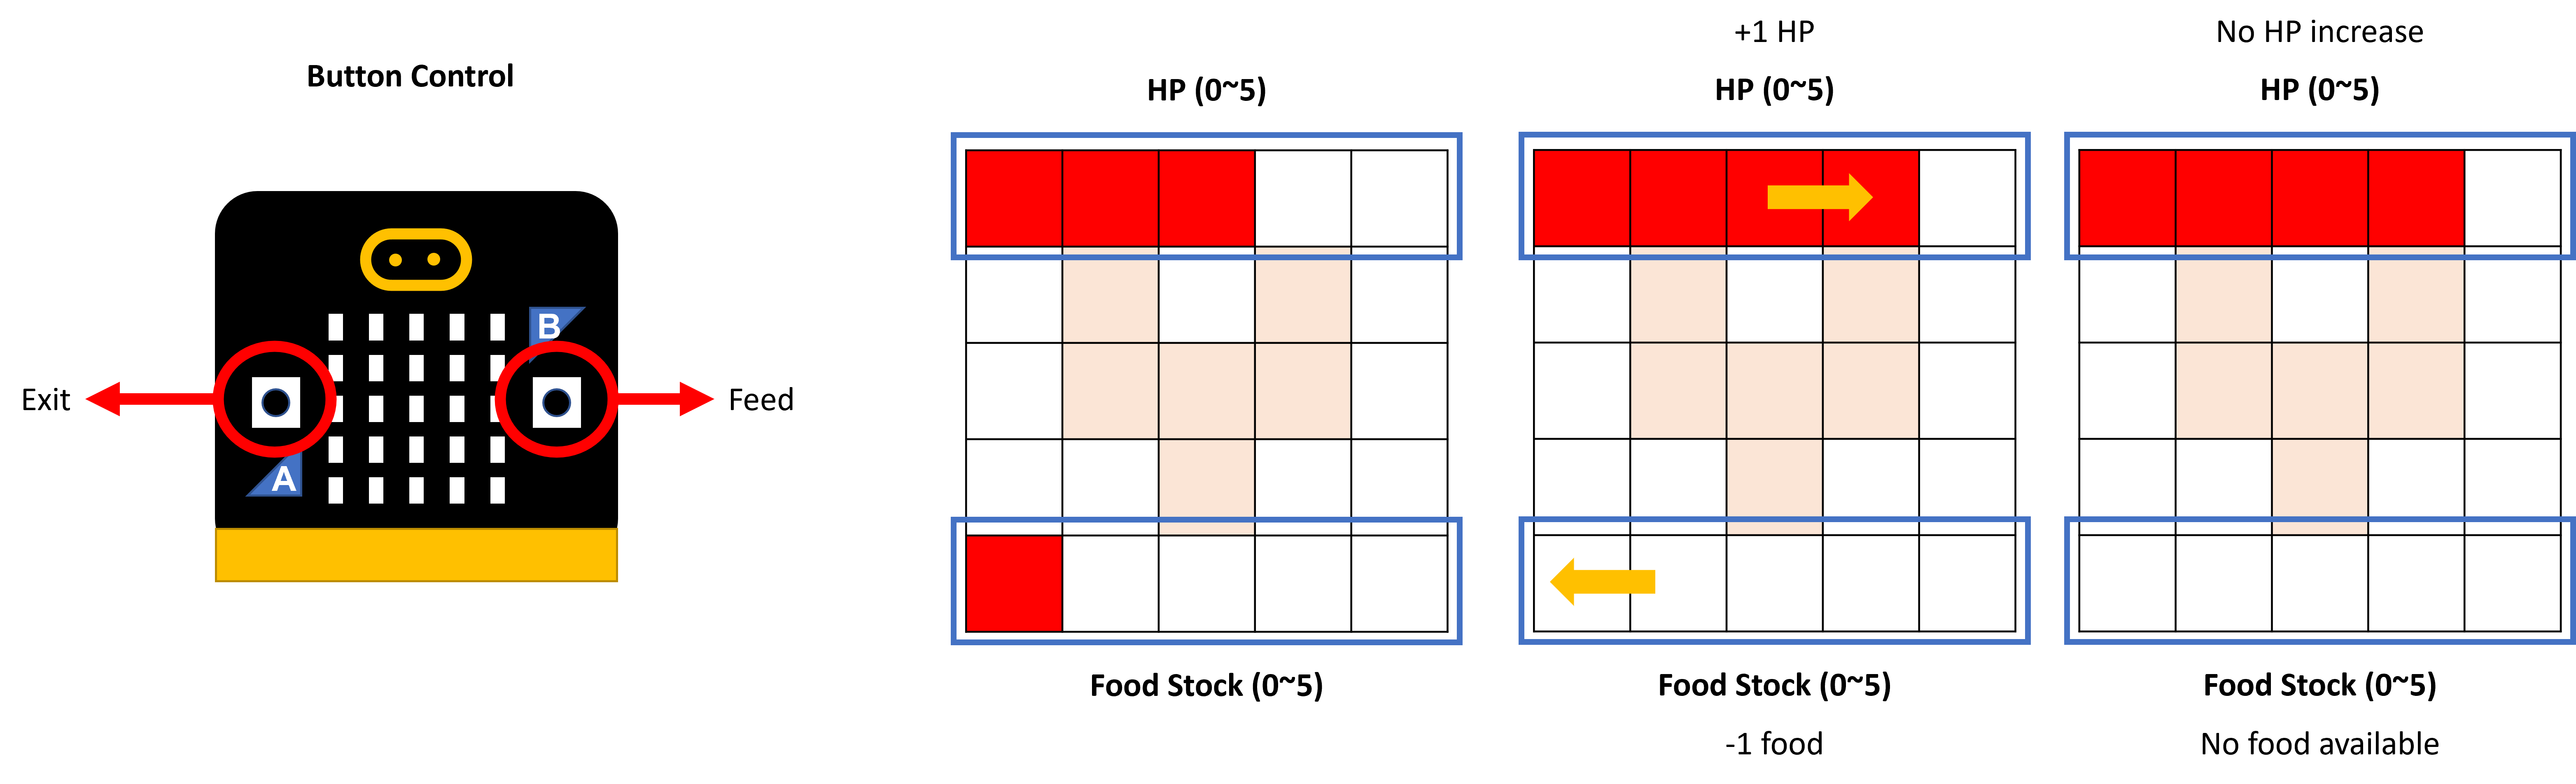 Button Control
B
Exit
Feed
A
HP (0~5)
Food Stock (0~5)
+1 HP
HP (0~5)
Food Stock (0~5)
-1 food
No HP increase
HP (0~5)
Food Stock (0~5)
No food available